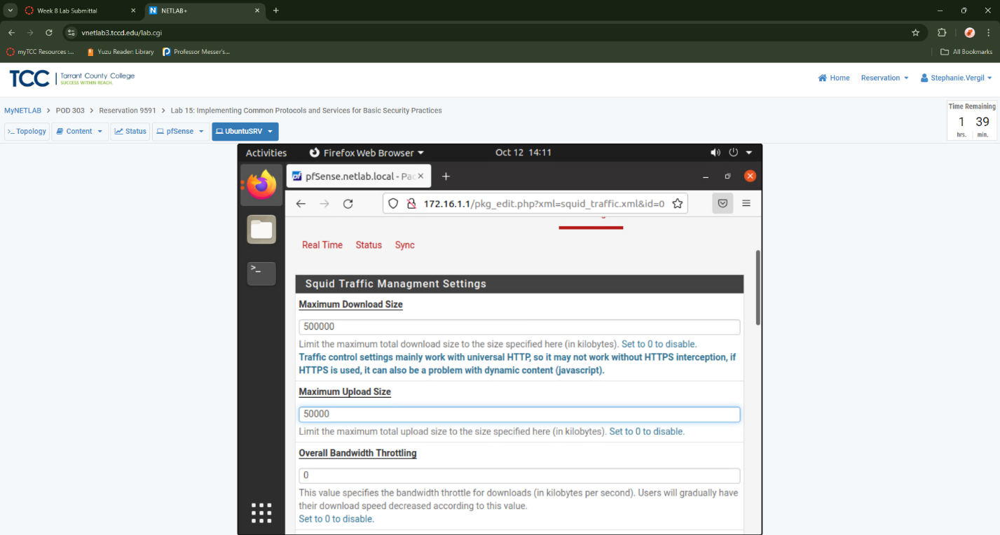 Week 8 Lab Submittal
NETLAB+
vnetlab3.tccd.edu/lab.cgi
myTCC Resources :...
Yuzu Reader: Library
Professor Messer's...
All Bookmarks
TCC
Tarrant County College
SUCCESS WITHIN REACH.
Home
Reservation
Stephanie.Vergil
MyNETLAB > POD 303 > Reservation 9591 > Lab 15: Implementing Common Protocols and Services for Basic Security Practices
Time Remaining
1 39
hrs. min.
>_ Topology
Content
Status
pfSense
UbuntuSRV
Activities
Firefox Web Browser
Oct 12 14:11
pfSense.netlab.local - Pac
172.16.1.1/pkg_edit.php?xml=squid_traffic.xml&id=0
Real Time
Status
Sync
Squid Traffic Managment Settings
Maximum Download Size
500000
Limit the maximum total download size to the size specified here (in kilobytes). Set to 0 to disable.
Traffic control settings mainly work with universal HTTP, so it may not work without HTTPS interception, if
HTTPS is used, it can also be a problem with dynamic content (javascript).
Maximum Upload Size
50000
Limit the maximum total upload size to the size specified here (in kilobytes). Set to 0 to disable.
Overall Bandwidth Throttling
0
This value specifies the bandwidth throttle for downloads (in kilobytes per second). Users will gradually have
their download speed decreased according to this value.
Set to 0 to disable.